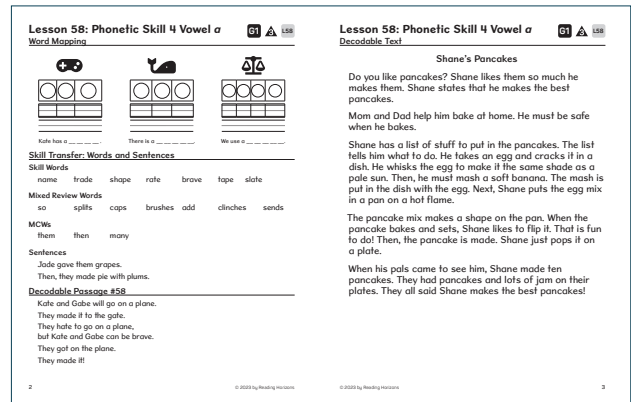 Lesson 58: Phonetic Skill 4 Vowel a
G1 3 L58
Word Mapping
Kate has a _ _ _ _.
There is a _ _ _ _ _.
We use a _ _ _ _ _.
Skill Transfer: Words and Sentences
Skill Words
name trade shape rate brave tape slate
Mixed Review Words
so splits caps brushes add clinches sends
MCWs
them then many
Sentences
Jade gave them grapes.
Then, they made pie with plums.
Decodable Passage #58
Kate and Gabe will go on a plane.
They made it to the gate.
They hate to go on a plane,
but Kate and Gabe can be brave.
They got on the plane.
They made it!
2
© 2023 by Reading Horizons
Lesson 58: Phonetic Skill 4 Vowel a
G1 3 L58
Decodable Text
Shane's Pancakes
Do you like pancakes? Shane likes them so much he
makes them. Shane states that he makes the best
pancakes.
Mom and Dad help him bake at home. He must be safe
when he bakes.
Shane has a list of stuff to put in the pancakes. The list
tells him what to do. He takes an egg and cracks it in a
dish. He whisks the egg to make it the same shade as a
pale sun. Then, he must mash a soft banana. The mash is
put in the dish with the egg. Next, Shane puts the egg mix
in a pan on a hot flame.
The pancake mix makes a shape on the pan. When the
pancake bakes and sets, Shane likes to flip it. That is fun
to do! Then, the pancake is made. Shane just pops it on
a plate.
When his pals came to see him, Shane made ten
pancakes. They had pancakes and lots of jam on their
plates. They all said Shane makes the best pancakes!
© 2023 by Reading Horizons
3